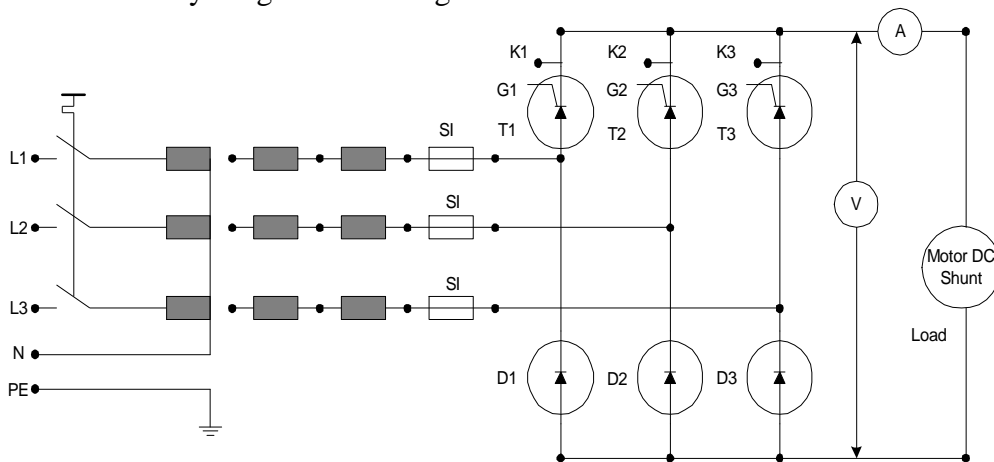 A
K1 K2 K3
G1 G2 G3
T1 T2 T3
SI
L1
SI
L2
V
SI
Motor DC
Shunt
L3
Load
N
D1 D2 D3
PE